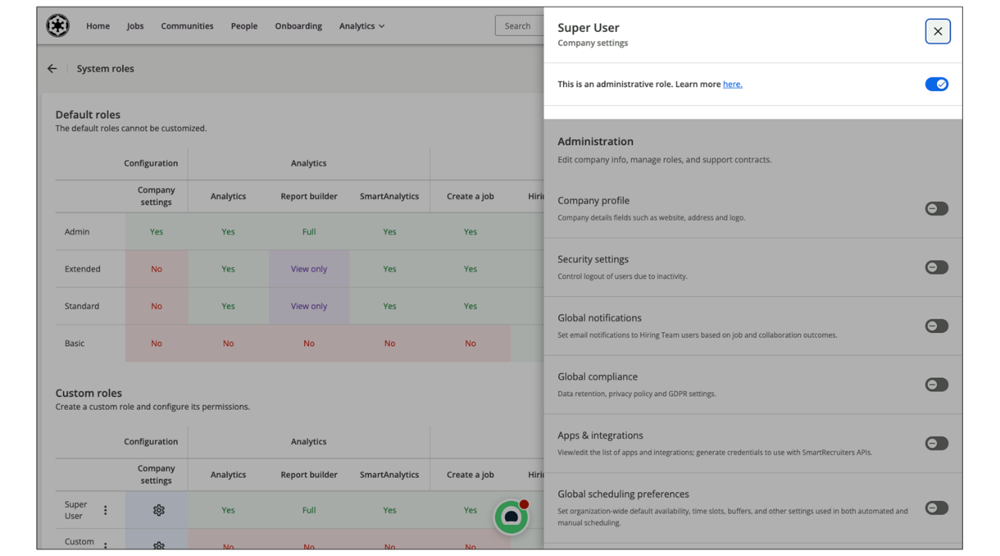 Home Jobs Communities People Onboarding Analytics Search
System roles
Default roles
The default roles cannot be customized.
Configuration Analytics
Company settings Analytics Report builder SmartAnalytics Create a job
Admin Yes Yes Full Yes Yes
Extended No Yes View only Yes Yes
Standard No Yes View only Yes Yes
Basic No No No No No
Custom roles
Create a custom role and configure its permissions.
Configuration Analytics
Company settings Analytics Report builder SmartAnalytics Create a job
Super User Yes Full Yes Yes
Custom No No No No
Super User
Company settings
This is an administrative role. Learn more here.
Administration
Edit company info, manage roles, and support contracts.
Company profile
Company details fields such as website, address and logo.
Security settings
Control logout of users due to inactivity.
Global notifications
Set email notifications to Hiring Team users based on job and collaboration outcomes.
Global compliance
Data retention, privacy policy and GDPR settings.
Apps & integrations
View/edit the list of apps and integrations; generate credentials to use with SmartRecruiters APIs.
Global scheduling preferences
Set organization-wide default availability, time slots, buffers, and other settings used in both automated and
manual scheduling.